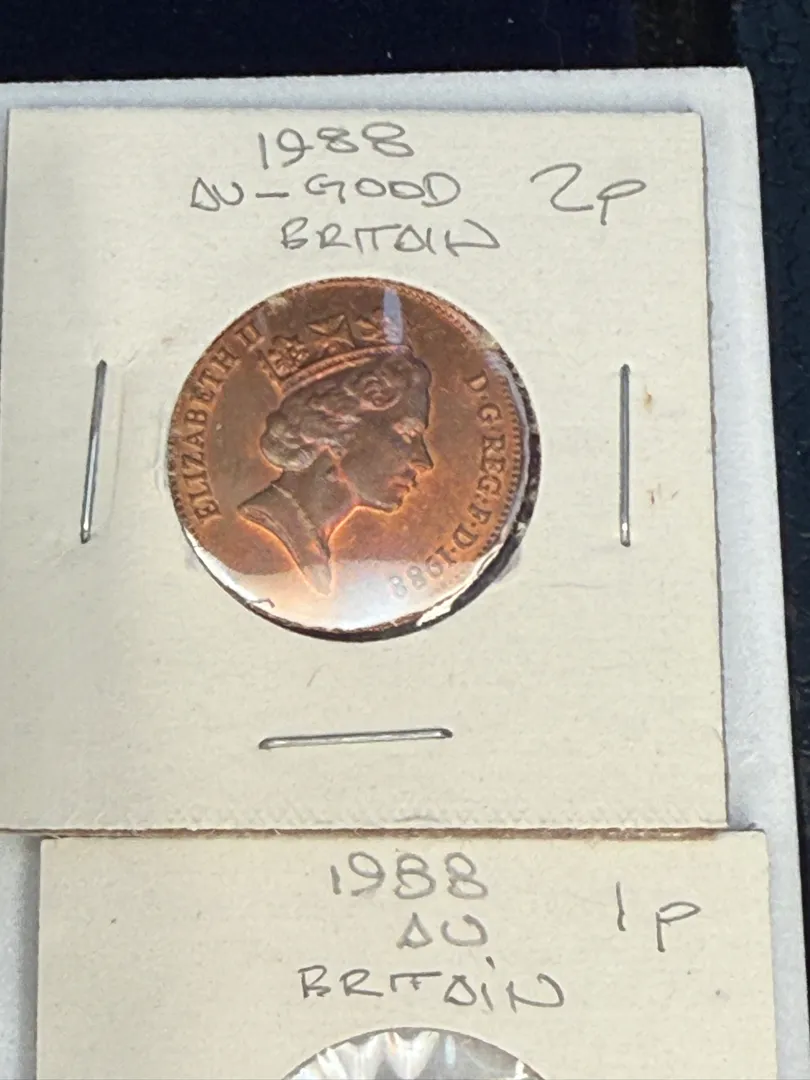 1988
AU-GOOD 2p
BRITAIN
ELIZABETH II
D·G·REG·F·D·1988
1988
AU 1p
BRITAIN